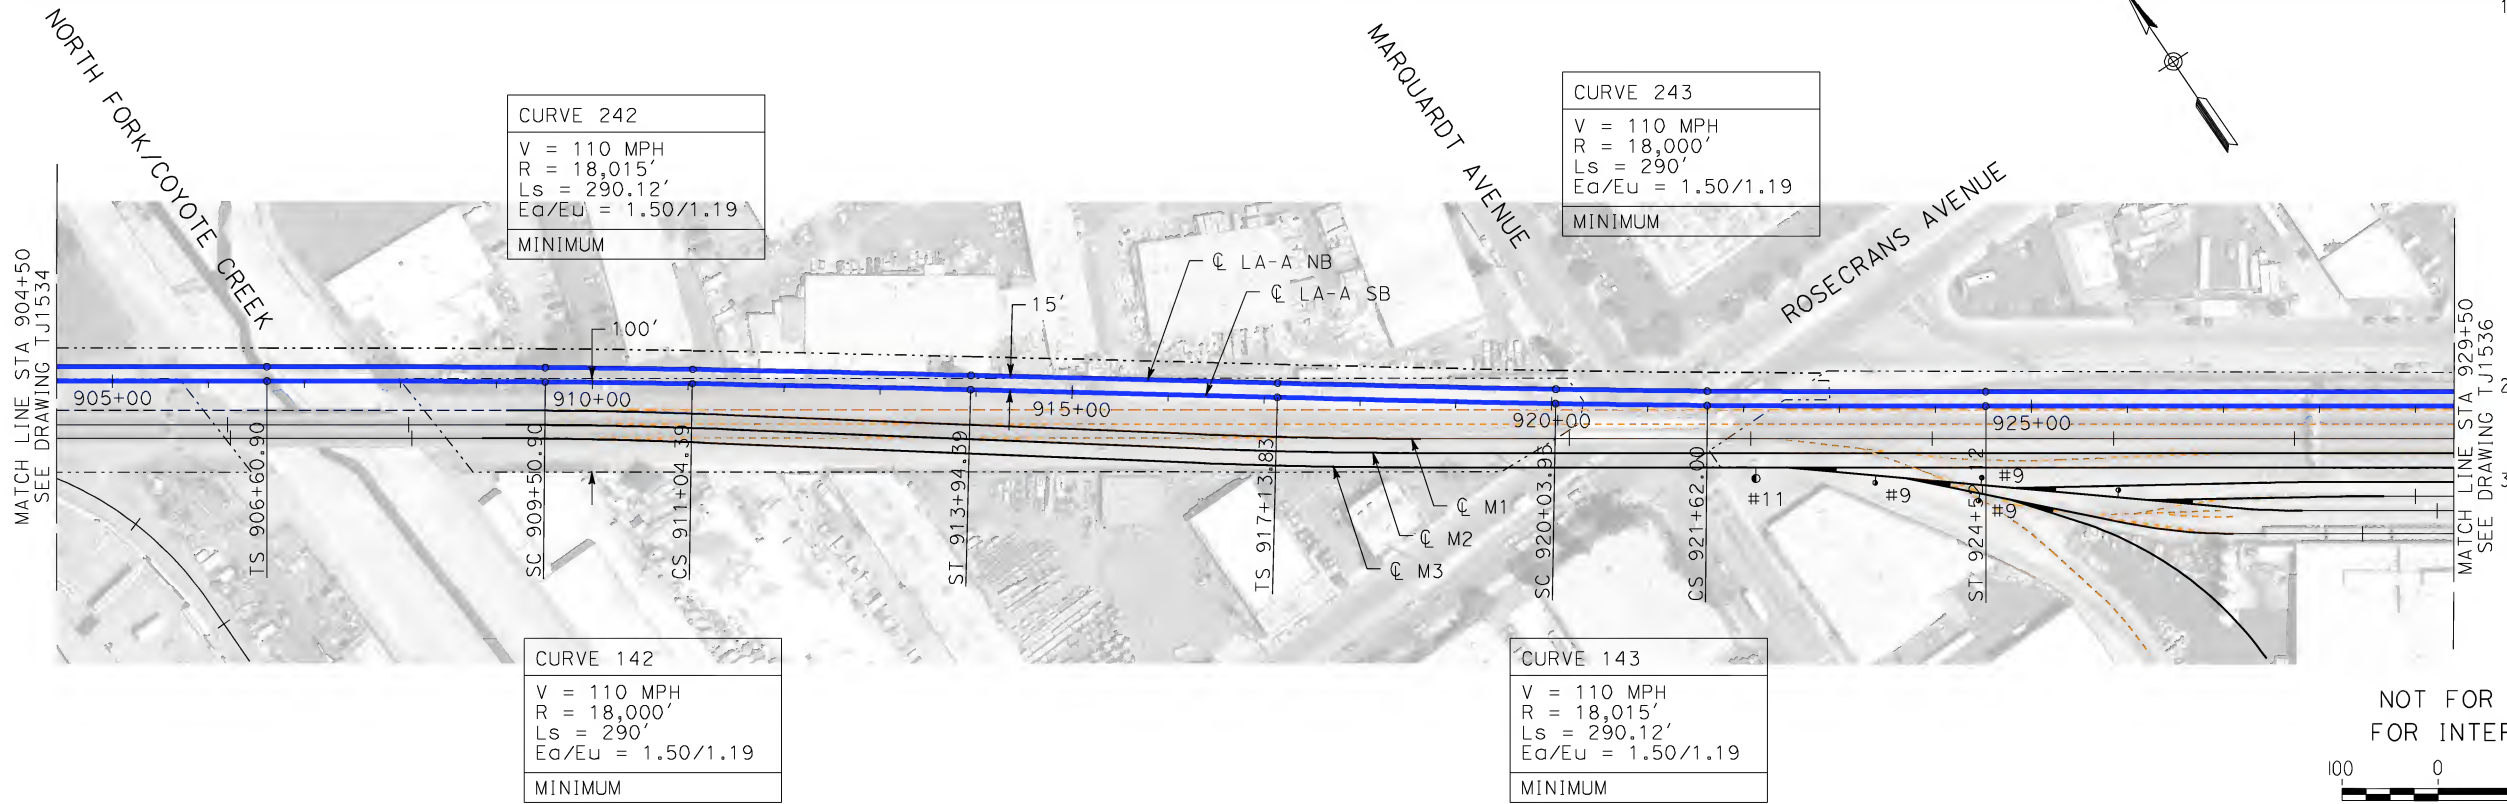 NORTH FORK/COYOTE CREEK
MARQUARDT AVENUE
ROSECRANS AVENUE
CURVE 242
V = 110 MPH
R = 18,015'
Ls = 290.12'
Ea/Eu = 1.50/1.19
MINIMUM
CURVE 243
V = 110 MPH
R = 18,000'
Ls = 290'
Ea/Eu = 1.50/1.19
MINIMUM
MATCH LINE STA 904+50
SEE DRAWING TJ1534
℄ LA-A NB
℄ LA-A SB
15'
100'
905+00
910+00
915+00
920+00
925+00
TS 906+60.90
SC 909+50.90
CS 911+04.39
ST 913+94.39
TS 917+13.83
SC 920+03.95
CS 921+62.00
ST 924+52.12
℄ M1
℄ M2
℄ M3
#11
#9
#9
#9
MATCH LINE STA 929+50
SEE DRAWING TJ1536
1
2
3
CURVE 142
V = 110 MPH
R = 18,000'
Ls = 290'
Ea/Eu = 1.50/1.19
MINIMUM
CURVE 143
V = 110 MPH
R = 18,015'
Ls = 290.12'
Ea/Eu = 1.50/1.19
MINIMUM
NOT FOR
FOR INTER
100 0